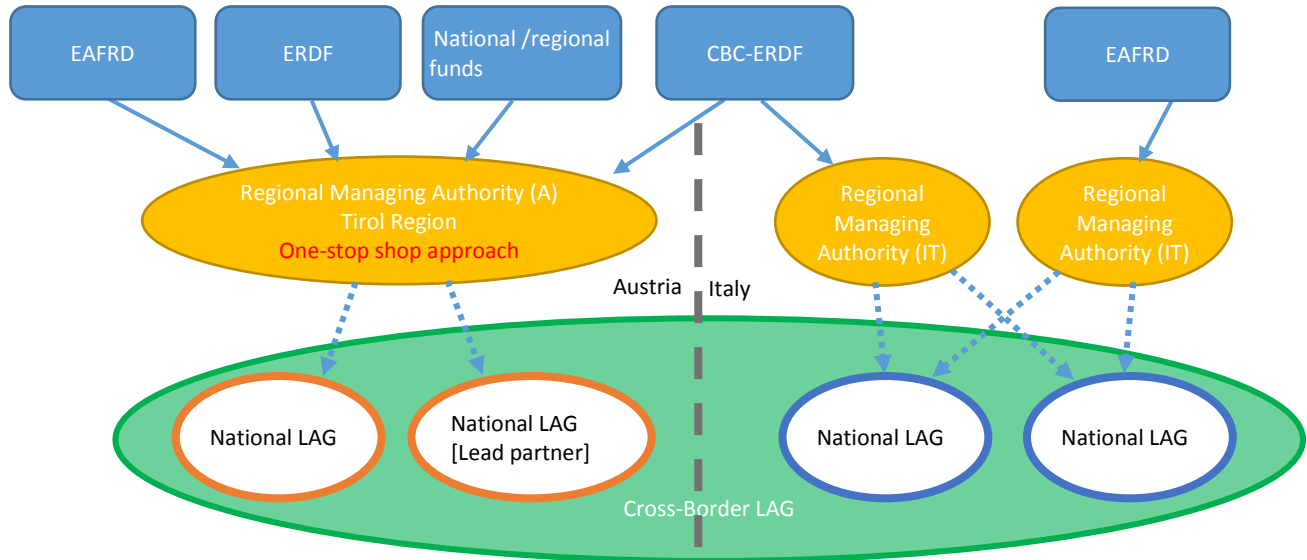 EAFRD
ERDF
National /regional
funds
CBC-ERDF
EAFRD
Regional Managing Authority (A)
Tirol Region
One-stop shop approach
Regional
Managing
Authority (IT)
Regional
Managing
Authority (IT)
Austria
Italy
National LAG
National LAG
[Lead partner]
National LAG
National LAG
Cross-Border LAG